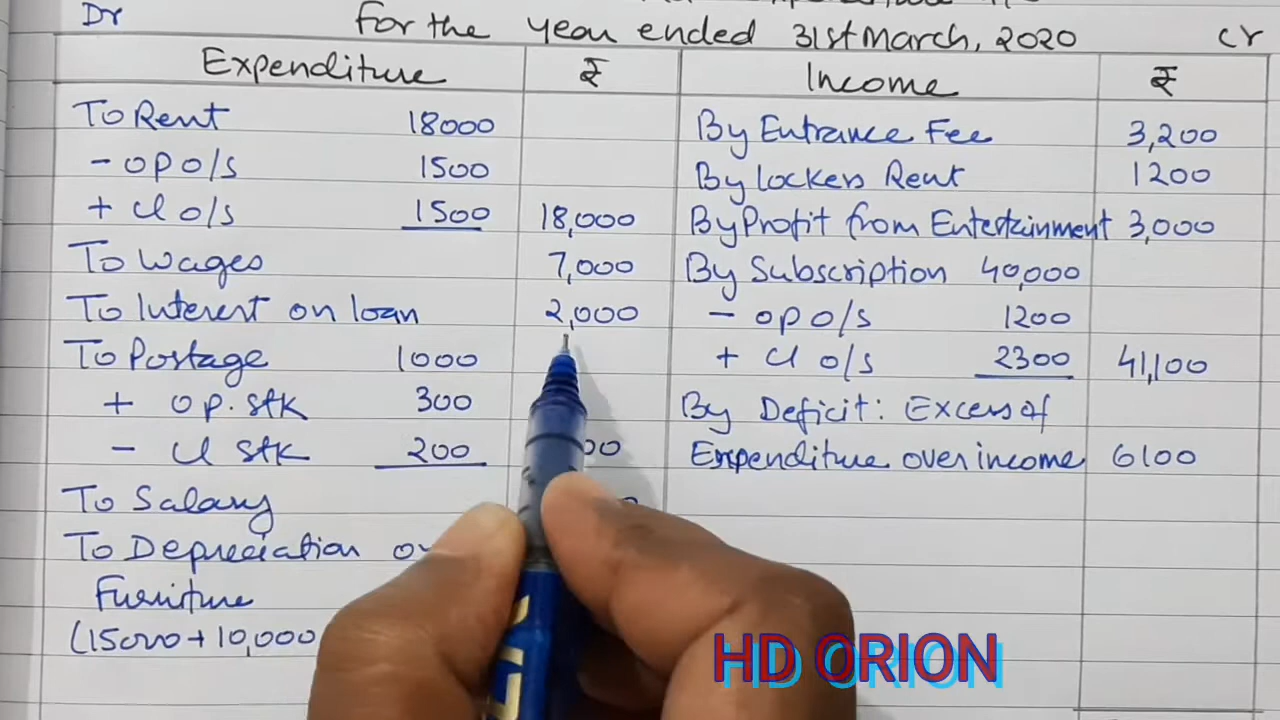 Dr For the year ended 31st March, 2020 Cr
Expenditure ₹ Income ₹
To Rent 18000 By Entrance Fee 3,200
- op o/s 1500 By lockers Rent 1200
+ Cl o/s 1500 18,000 By Profit from Entertainment 3,000
To Wages 7,000 By Subscription 40,000
To Interest on loan 2,000 - op o/s 1200
To Postage 1000 + Cl o/s 2300 41,100
+ op. stk 300 By Deficit: Excess of
- Cl stk 200 00 Expenditure over income 6100
To Salary
To Depreciation
Furniture
(15000 + 10,000
HD ORION